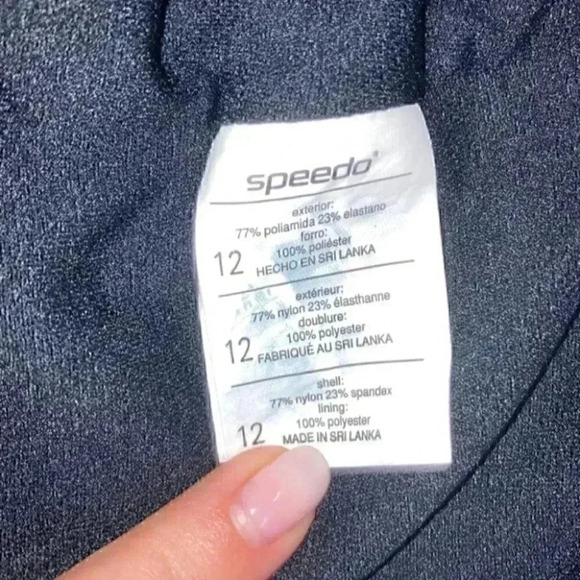 speedo®
exterior:
77% poliamida 23% elastano
forro:
100% poliéster
12 HECHO EN SRI LANKA
extérieur:
77% nylon 23% élasthanne
doublure:
100% polyester
12 FABRIQUÉ AU SRI LANKA
shell:
77% nylon 23% spandex
lining:
100% polyester
12 MADE IN SRI LANKA